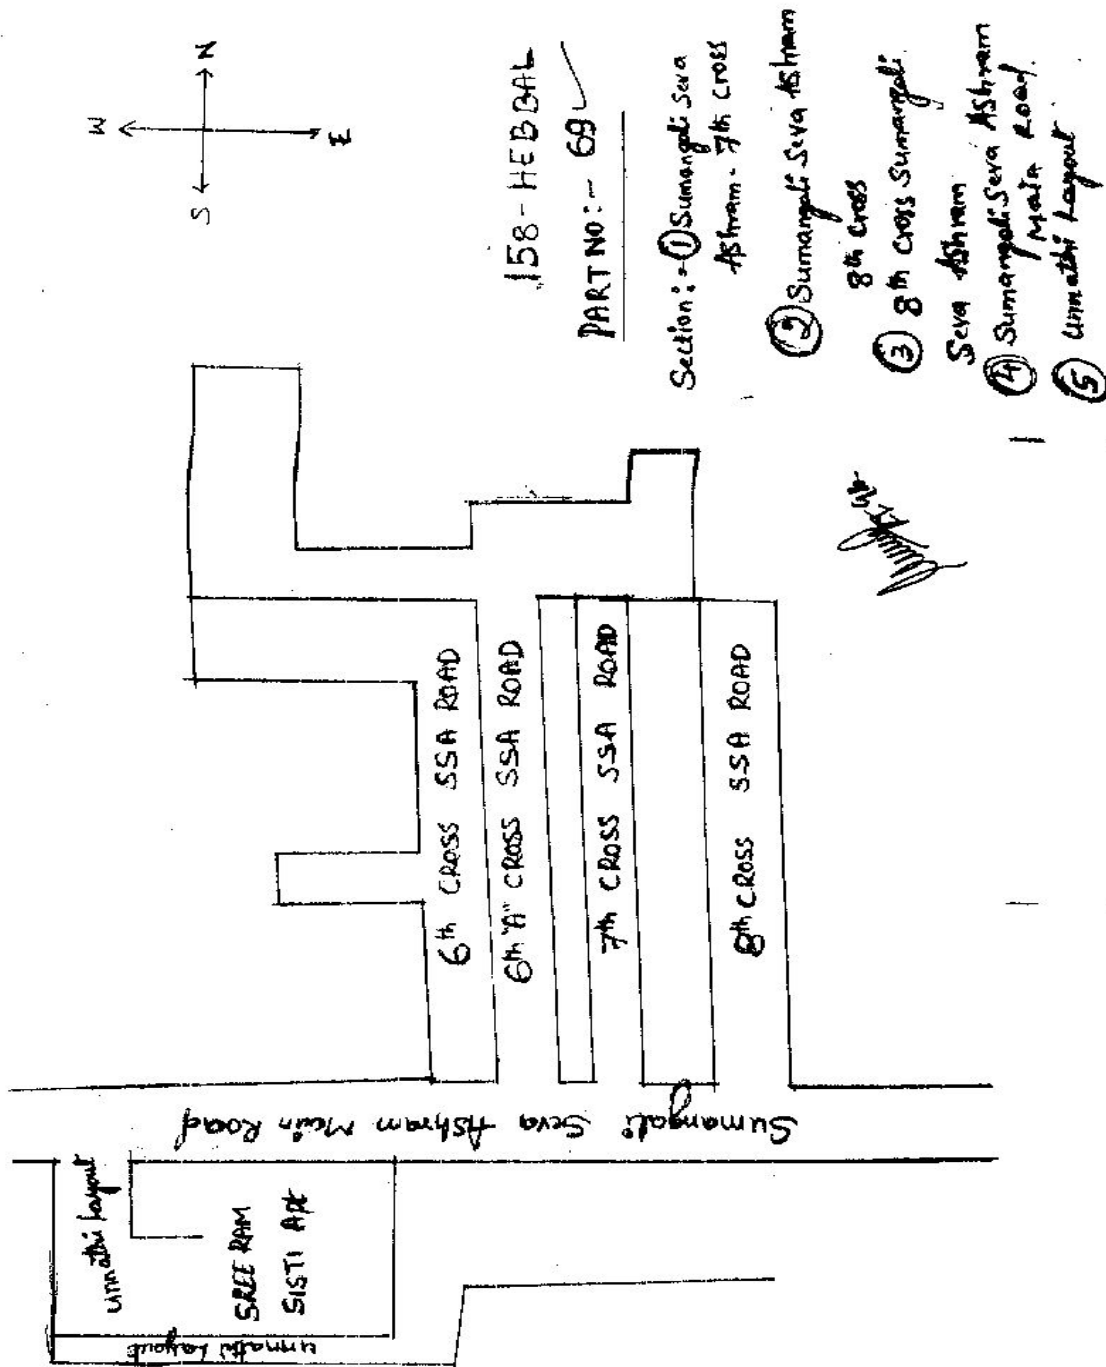 W
N
S
E
158-HEBBAL
PART NO:- 69
Section:- ① Sumangali Seva
Ashram - 7th cross
② Sumangali Seva Ashram
8th cross
③ 8th cross Sumangali
Seva Ashram
④ Sumangali Seva Ashram
Main Road.
⑤ unnathi Layout
6th CROSS SSA ROAD
6th "A" CROSS SSA ROAD
7th CROSS SSA ROAD
8th CROSS SSA ROAD
Sumangali Seva Ashram Main Road
unnathi Layout
SREE RAM
SISTI Apt
unnathi Layout